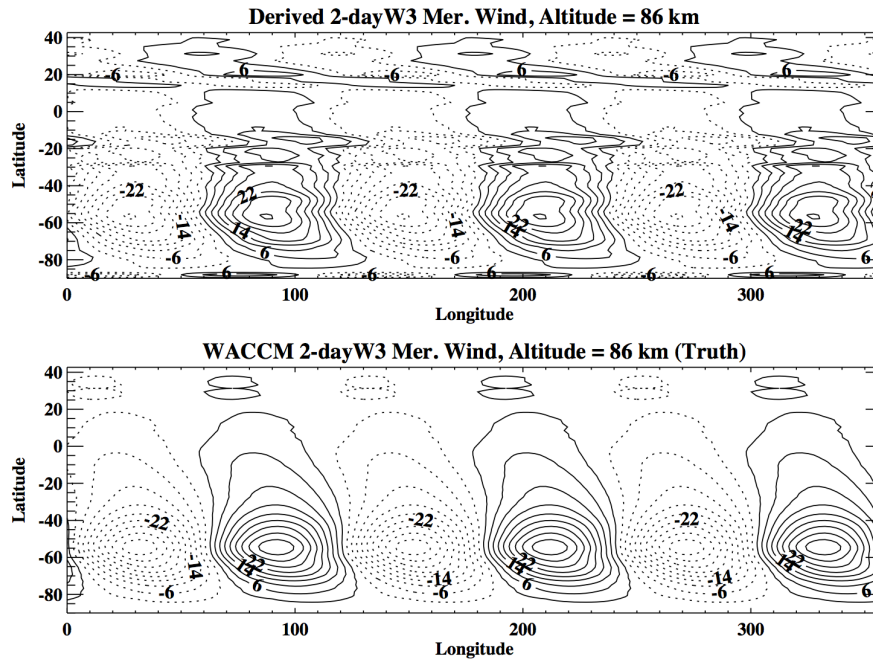 Derived 2-dayW3 Mer. Wind, Altitude = 86 km
40
20
0
-20
-40
-60
-80
Latitude
-6 6 -6 6 -6 6
-22 22 -22 -22
-14 14 -14 22 14 -14 22 14
-6 6 -6 6 -6 6
-6 6 -6 6 -6 6
0 100 200 300
Longitude
WACCM 2-dayW3 Mer. Wind, Altitude = 86 km (Truth)
40
20
0
-20
-40
-60
-80
Latitude
-22 -22 -22
-14 22 14 22 14 22 14
-6 6 -14 6 -14 6
-6 -6
0 100 200 300
Longitude